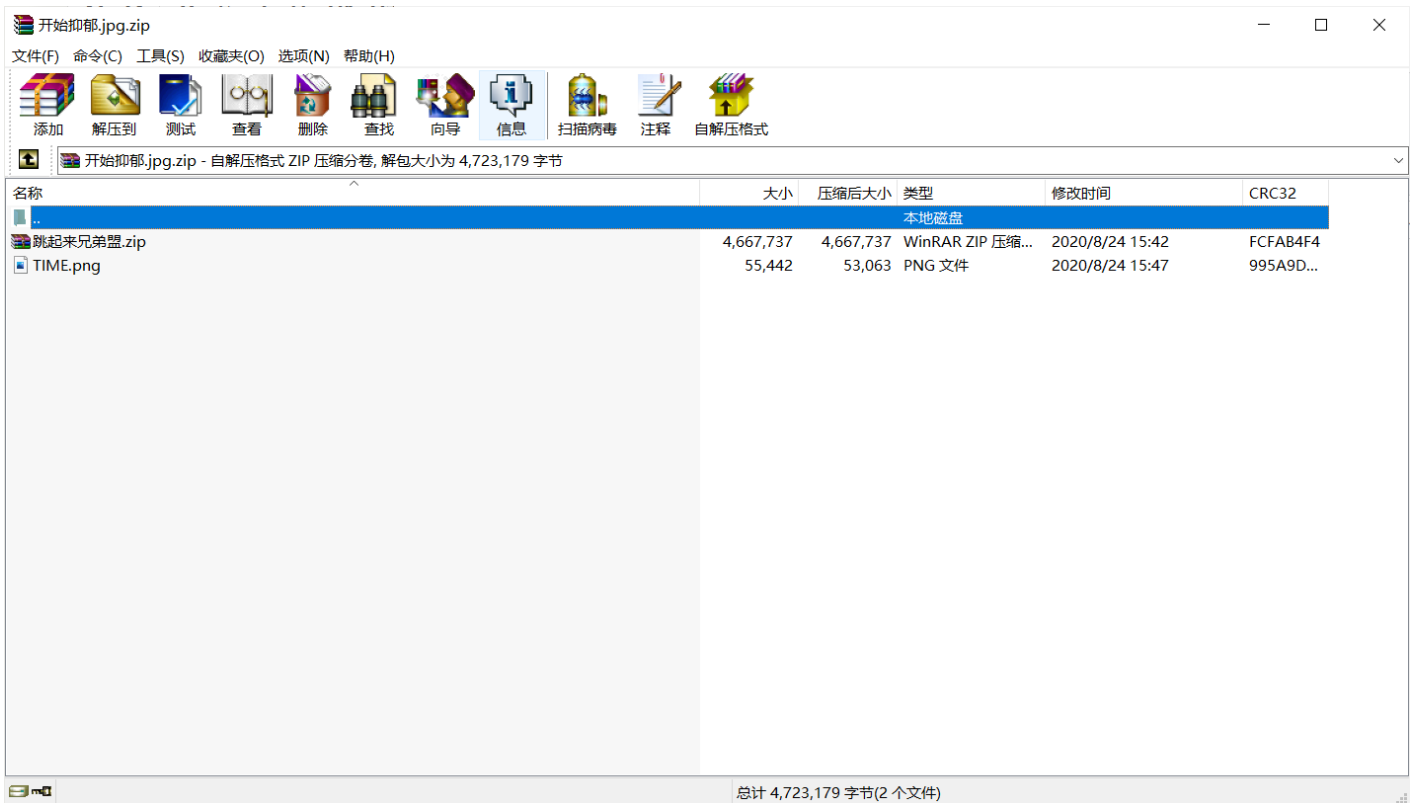 开始抑郁.jpg.zip
文件(F) 命令(C) 工具(S) 收藏夹(O) 选项(N) 帮助(H)
添加 解压到 测试 查看 删除 查找 向导 信息 扫描病毒 注释 自解压格式
开始抑郁.jpg.zip - 自解压格式 ZIP 压缩分卷, 解包大小为 4,723,179 字节
名称 大小 压缩后大小 类型 修改时间 CRC32
.. 本地磁盘
跳起来兄弟盟.zip 4,667,737 4,667,737 WinRAR ZIP 压缩... 2020/8/24 15:42 FCFAB4F4
TIME.png 55,442 53,063 PNG 文件 2020/8/24 15:47 995A9D...
总计 4,723,179 字节(2 个文件)